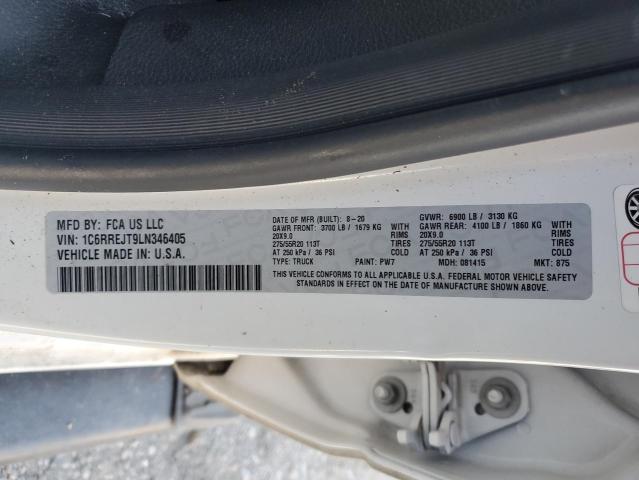 MFD BY: FCA US LLC
VIN: 1C6RREJT9LN346405
VEHICLE MADE IN: U.S.A.
DATE OF MFR (BUILT): 8-20 GVWR: 6900 LB / 3130 KG
GAWR FRONT: 3700 LB / 1679 KG WITH GAWR REAR: 4100 LB / 1860 KG WITH
20X9.0 RIMS 20X9.0 RIMS
275/55R20 113T TIRES 275/55R20 113T TIRES
AT 250 kPa / 36 PSI COLD AT 250 kPa / 36 PSI COLD
TYPE: TRUCK PAINT: PW7 MDH: 081415 MKT: 875
THIS VEHICLE CONFORMS TO ALL APPLICABLE U.S.A. FEDERAL MOTOR VEHICLE SAFETY
STANDARDS IN EFFECT ON THE DATE OF MANUFACTURE SHOWN ABOVE.